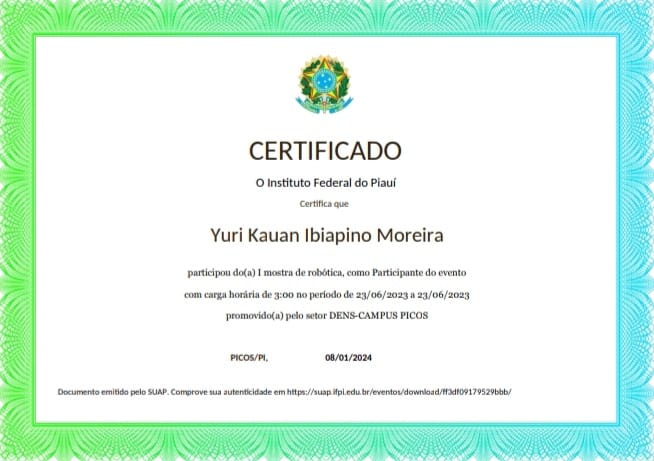 CERTIFICADO
O Instituto Federal do Piauí
Certifica que
Yuri Kauan Ibiapino Moreira
participou do(a) I mostra de robótica, como Participante do evento
com carga horária de 3:00 no período de 23/06/2023 a 23/06/2023
promovido(a) pelo setor DENS-CAMPUS PICOS
PICOS/PI, 08/01/2024
Documento emitido pelo SUAP. Comprove sua autenticidade em https://suap.ifpi.edu.br/eventos/download/ff3df09179529bbb/